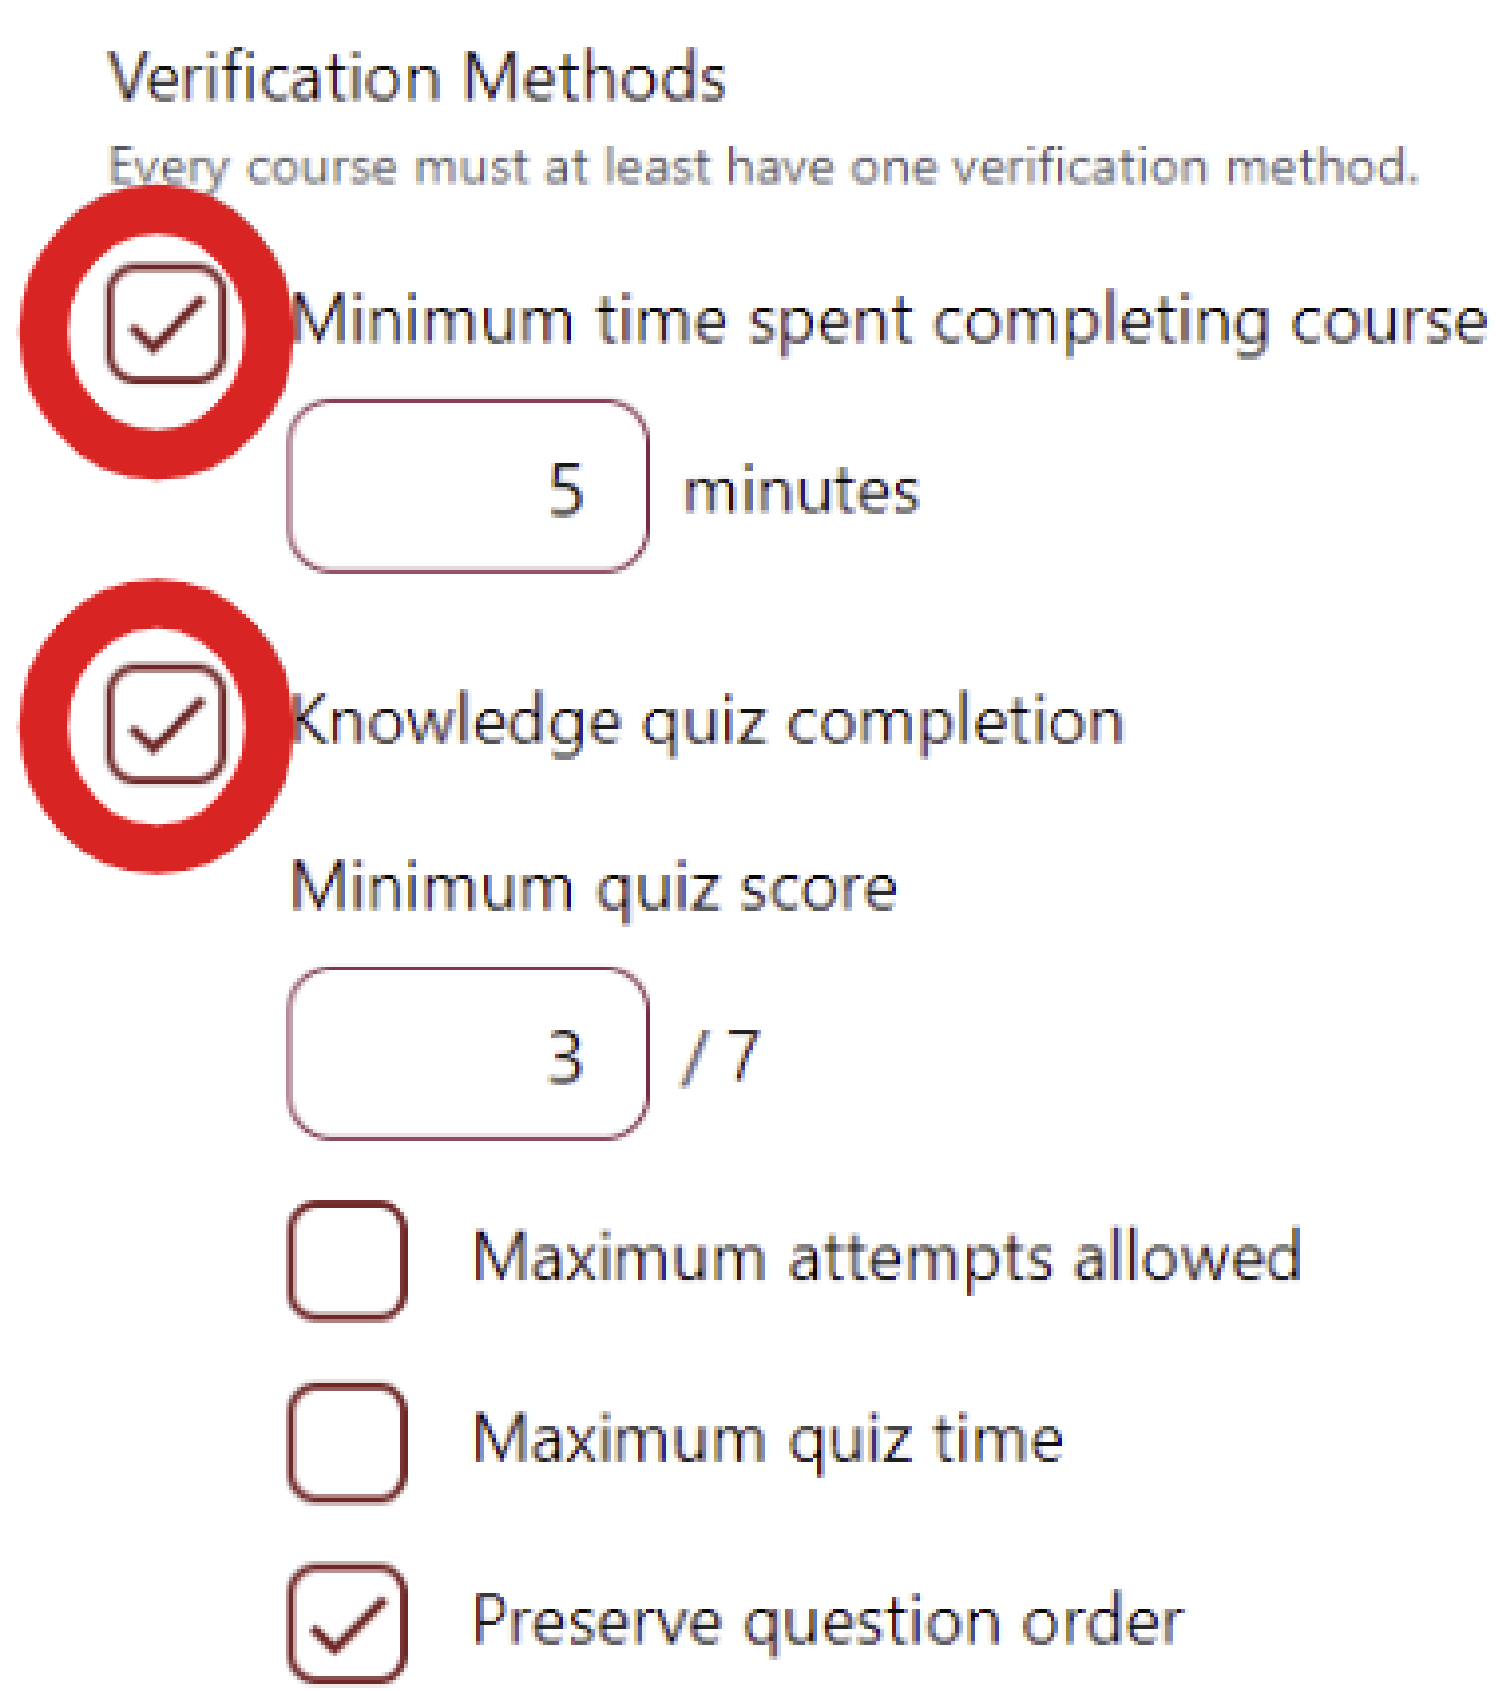 Verification Methods
Every course must at least have one verification method.
Minimum time spent completing course
5 minutes
Knowledge quiz completion
Minimum quiz score
3 / 7
Maximum attempts allowed
Maximum quiz time
Preserve question order